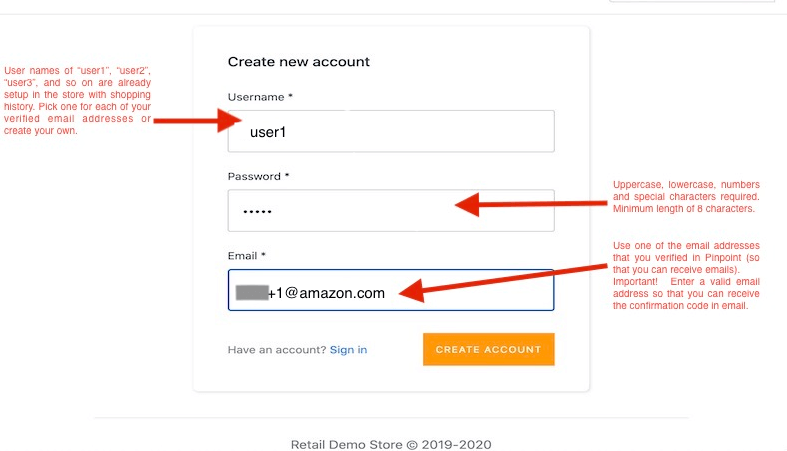 Create new account
User names of “user1”, “user2”,
“user3”, and so on are already
setup in the store with shopping
history. Pick one for each of your
verified email addresses or
create your own.
Username *
user1
Password *
•••••
Uppercase, lowercase, numbers
and special characters required.
Minimum length of 8 characters.
Email *
+1@amazon.com
Use one of the email addresses
that you verified in Pinpoint (so
that you can receive emails).
Important! Enter a valid email
address so that you can receive
the confirmation code in email.
Have an account? Sign in
CREATE ACCOUNT
Retail Demo Store © 2019-2020